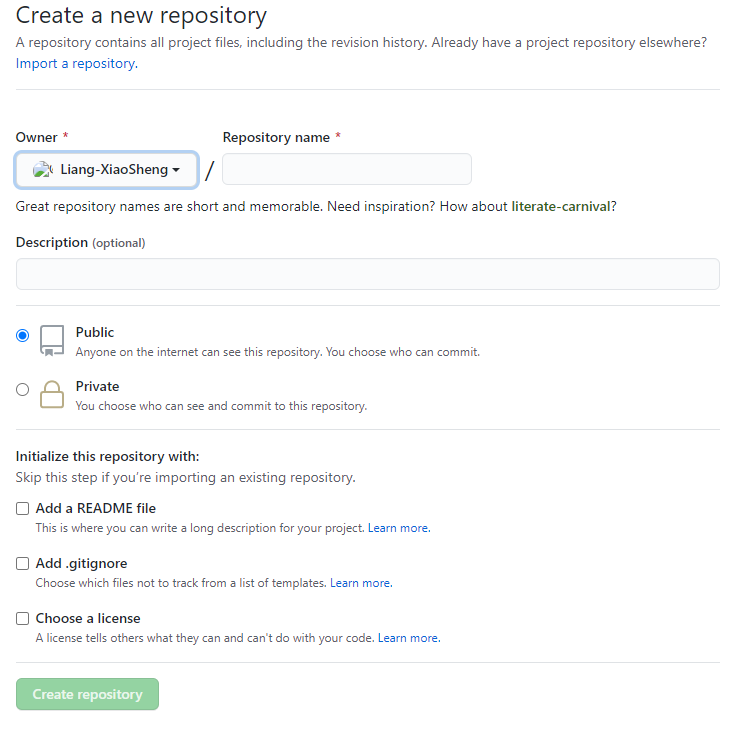 Create a new repository
A repository contains all project files, including the revision history. Already have a project repository elsewhere?
Import a repository.
Owner * Repository name *
Liang-XiaoSheng /
Great repository names are short and memorable. Need inspiration? How about literate-carnival?
Description (optional)
Public
Anyone on the internet can see this repository. You choose who can commit.
Private
You choose who can see and commit to this repository.
Initialize this repository with:
Skip this step if you’re importing an existing repository.
Add a README file
This is where you can write a long description for your project. Learn more.
Add .gitignore
Choose which files not to track from a list of templates. Learn more.
Choose a license
A license tells others what they can and can't do with your code. Learn more.
Create repository